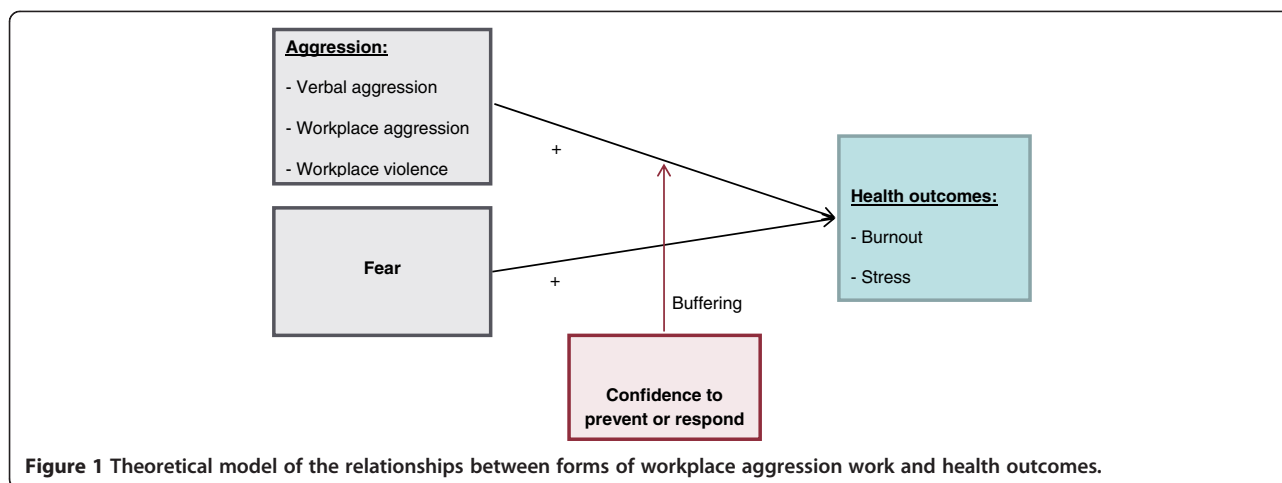 Aggression:
- Verbal aggression
- Workplace aggression
- Workplace violence
+
Health outcomes:
- Burnout
- Stress
Fear
+
Buffering
Confidence to
prevent or respond
Figure 1 Theoretical model of the relationships between forms of workplace aggression work and health outcomes.